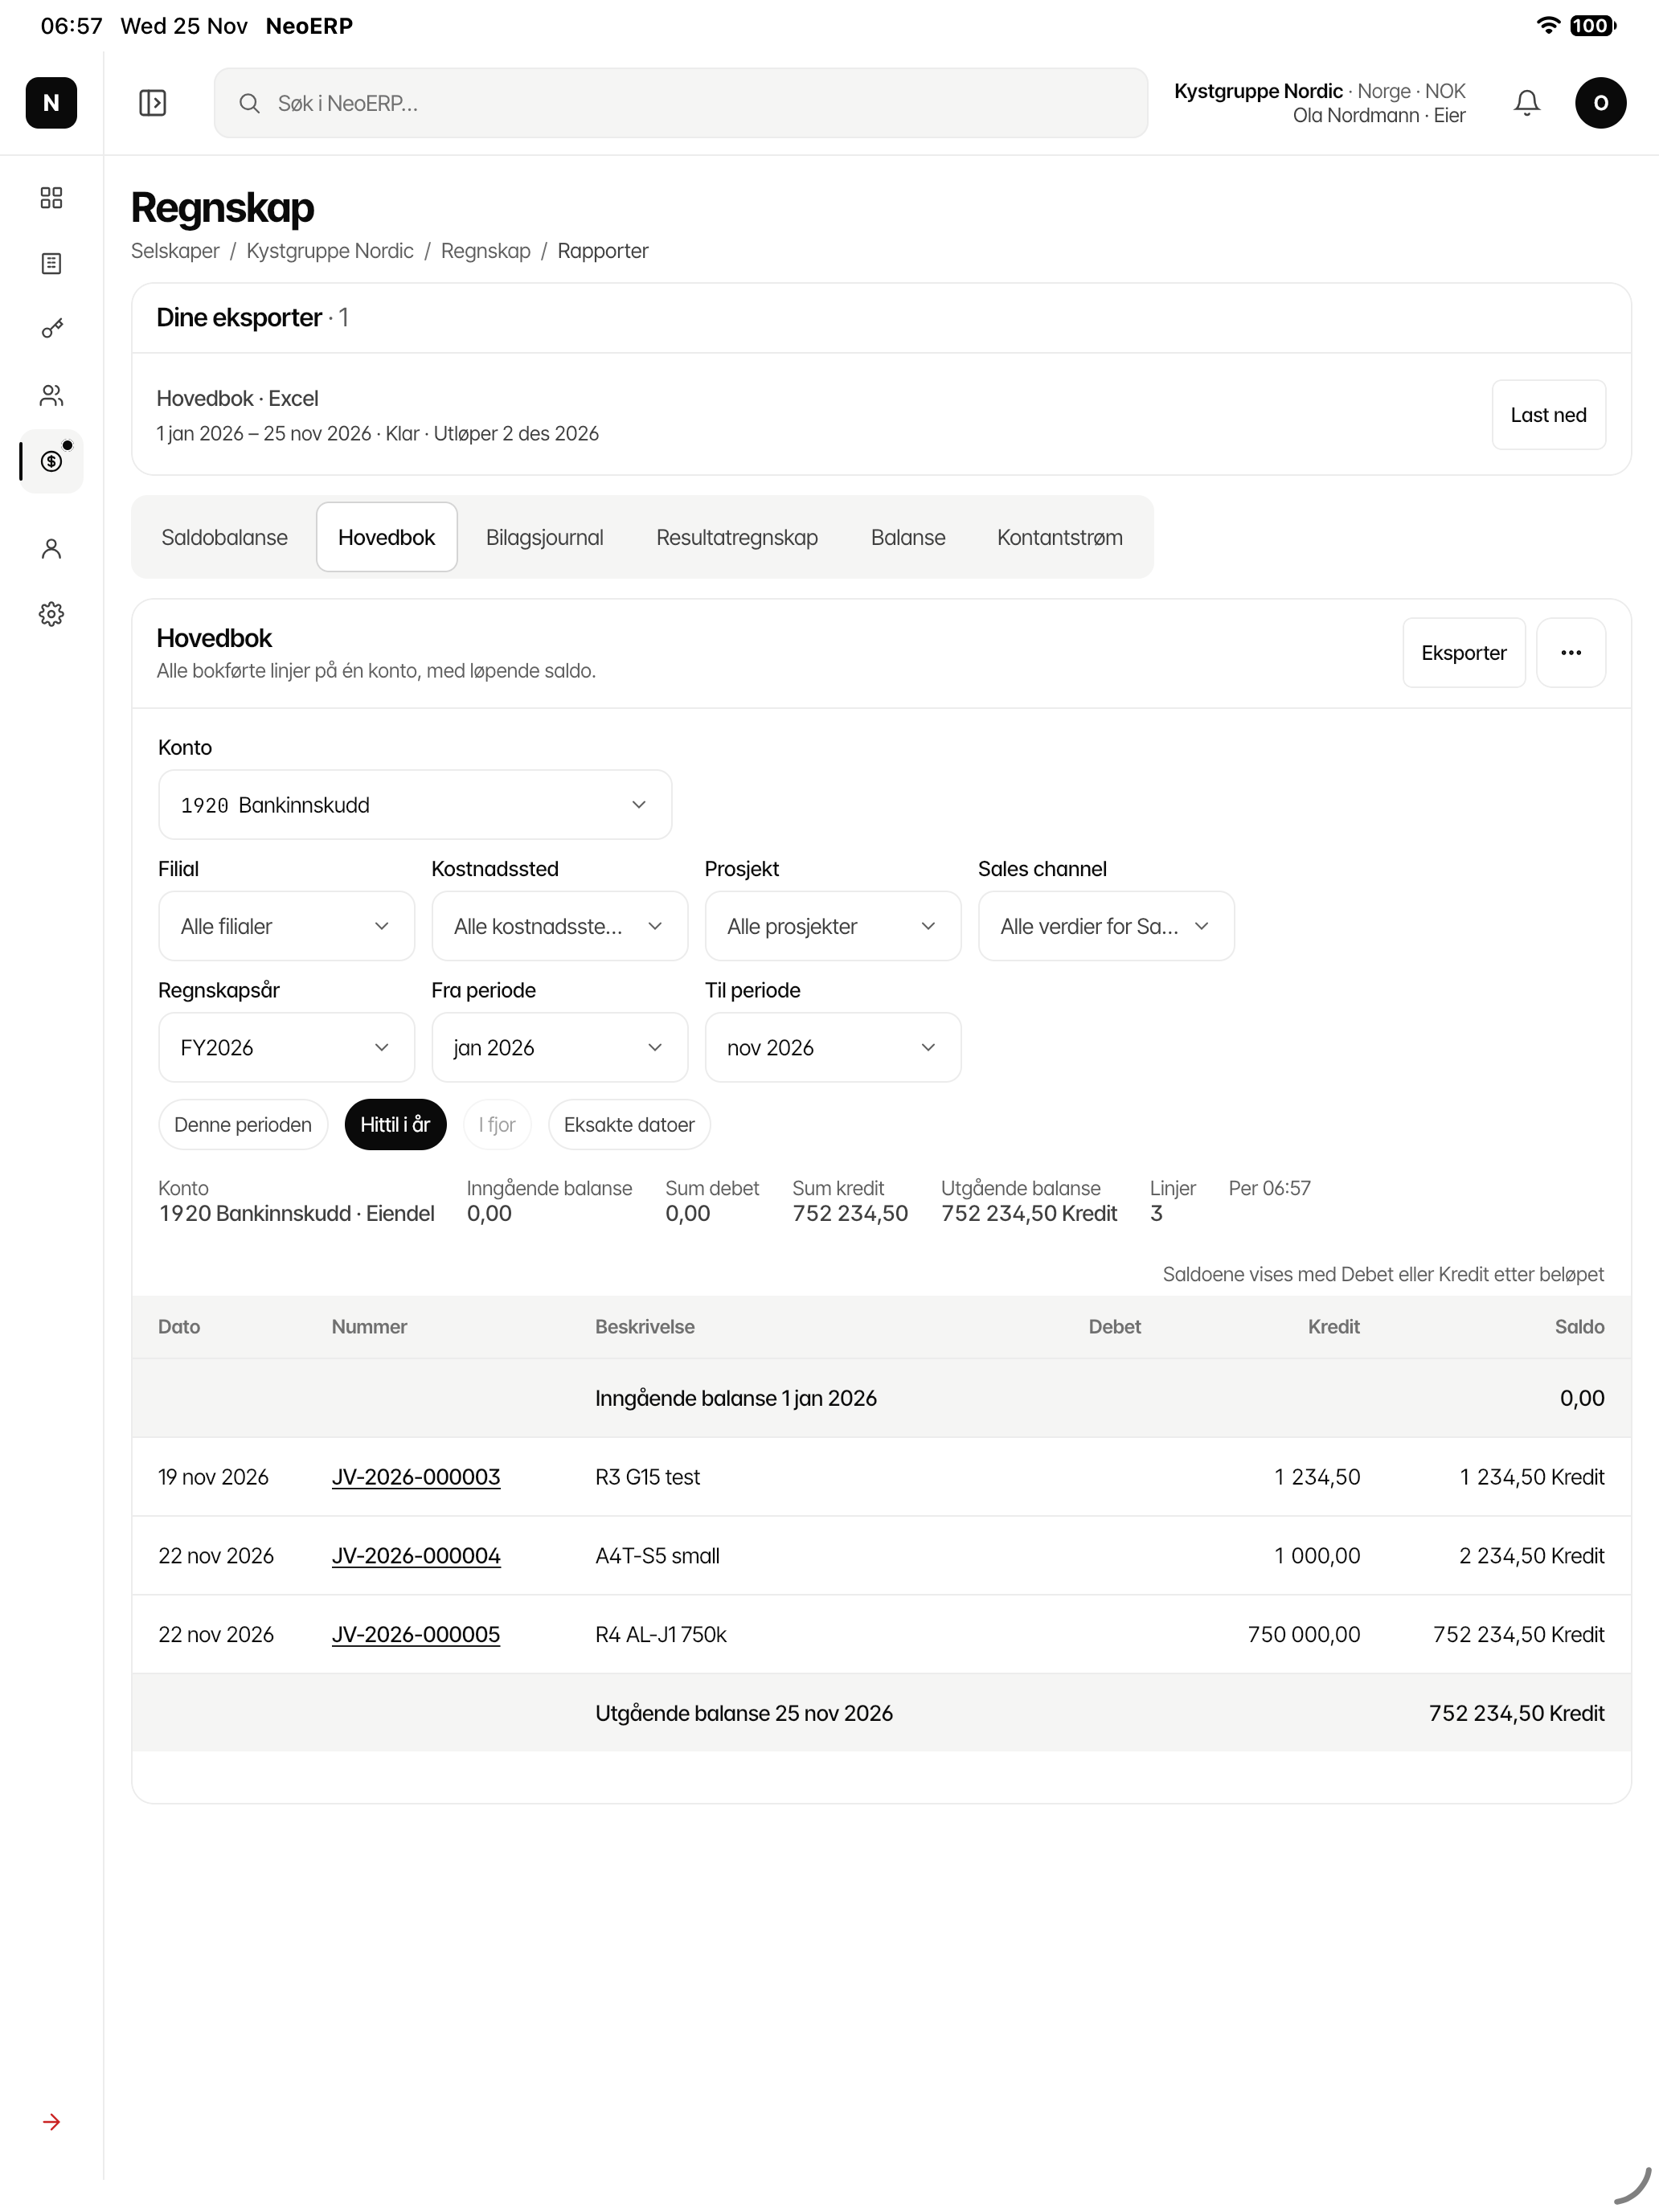 06:57 Wed 25 Nov NeoERP
100
N
Søk i NeoERP...
Kystgruppe Nordic · Norge · NOK
Ola Nordmann · Eier
O
Regnskap
Selskaper / Kystgruppe Nordic / Regnskap / Rapporter
Dine eksporter · 1
Hovedbok · Excel
1 jan 2026 – 25 nov 2026 · Klar · Utløper 2 des 2026
Last ned
Saldobalanse Hovedbok Bilagsjournal Resultatregnskap Balanse Kontantstrøm
Hovedbok
Alle bokførte linjer på én konto, med løpende saldo.
Eksporter
Konto
1920 Bankinnskudd
Filial Kostnadssted Prosjekt Sales channel
Alle filialer Alle kostnadsste... Alle prosjekter Alle verdier for Sa...
Regnskapsår Fra periode Til periode
FY2026 jan 2026 nov 2026
Denne perioden Hittil i år I fjor Eksakte datoer
Konto Inngående balanse Sum debet Sum kredit Utgående balanse Linjer Per 06:57
1920 Bankinnskudd · Eiendel 0,00 0,00 752 234,50 752 234,50 Kredit 3
Saldoene vises med Debet eller Kredit etter beløpet
Dato Nummer Beskrivelse Debet Kredit Saldo
Inngående balanse 1 jan 2026 0,00
19 nov 2026 JV-2026-000003 R3 G15 test 1 234,50 1 234,50 Kredit
22 nov 2026 JV-2026-000004 A4T-S5 small 1 000,00 2 234,50 Kredit
22 nov 2026 JV-2026-000005 R4 AL-J1 750k 750 000,00 752 234,50 Kredit
Utgående balanse 25 nov 2026 752 234,50 Kredit